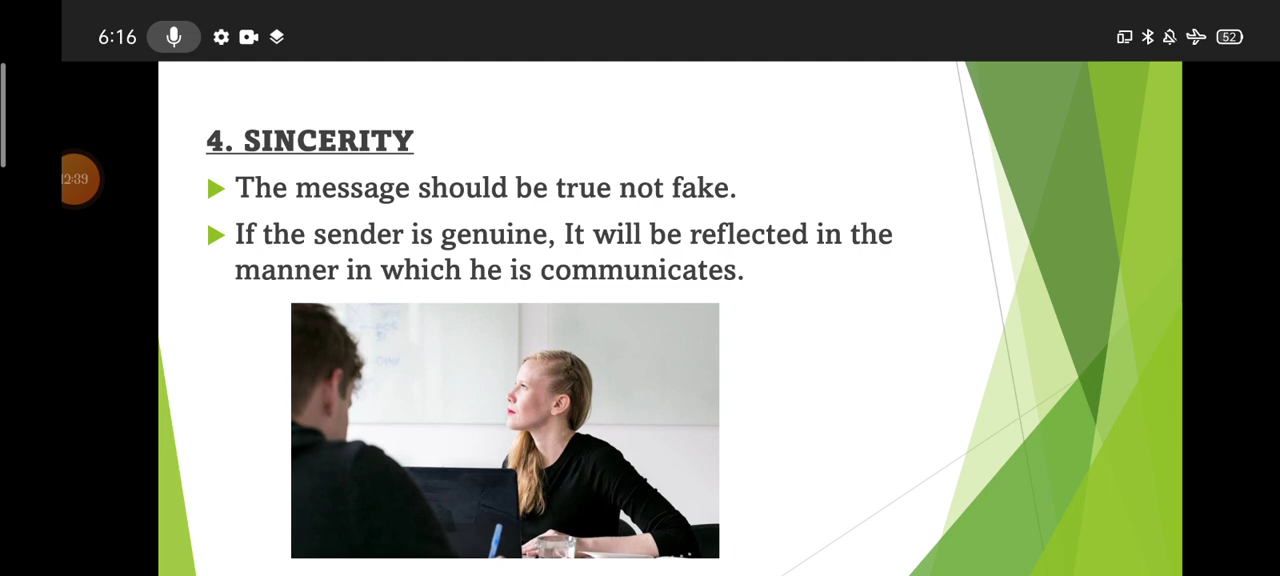 6:16
52
4. SINCERITY
12:39
The message should be true not fake.
If the sender is genuine, It will be reflected in the
manner in which he is communicates.